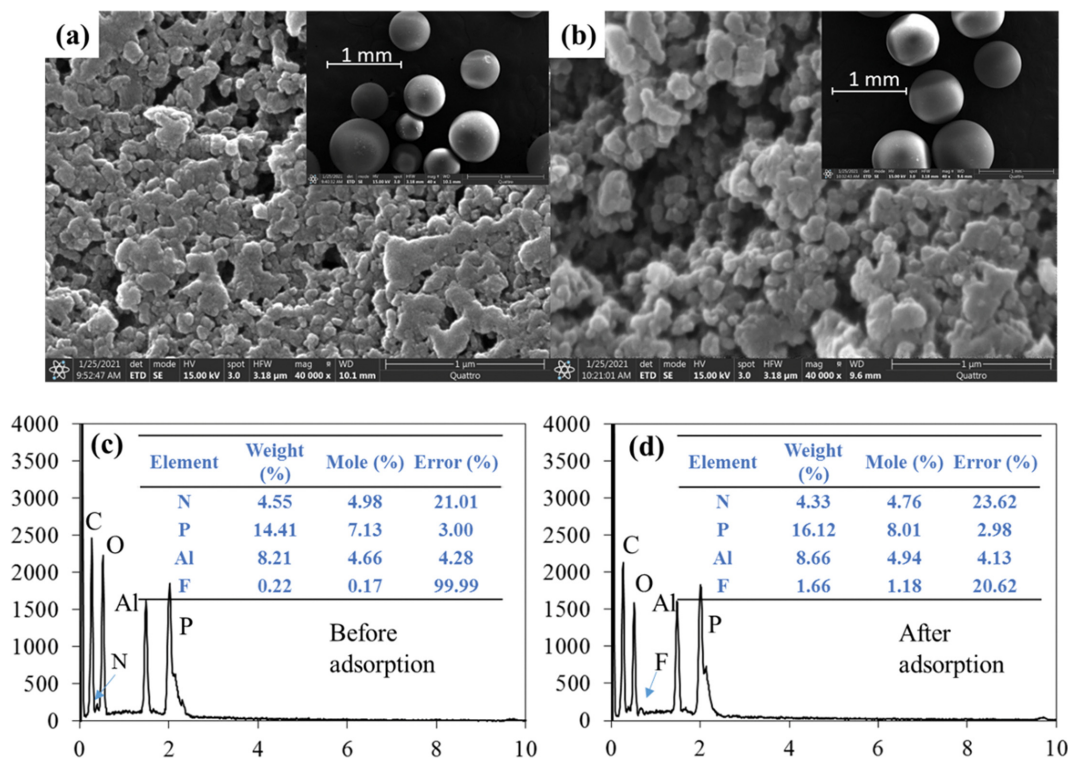 (a)
1 mm
1/25/2021 det mode HV spot HFW mag WD
9:52:47 AM ETD SE 15.00 kV 3.0 3.18 µm 40 000 x 10.1 mm
1 µm
Quattro
(b)
1 mm
1/25/2021 det mode HV spot HFW mag WD
10:21:01 AM ETD SE 15.00 kV 3.0 3.18 µm 40 000 x 9.6 mm
1 µm
Quattro
(c)
4000
3500
3000
2500
2000
1500
1000
500
0
0 2 4 6 8 10
Element Weight (%) Mole (%) Error (%)
N 4.55 4.98 21.01
P 14.41 7.13 3.00
Al 8.21 4.66 4.28
F 0.22 0.17 99.99
C
O
Al
P
N
Before
adsorption
(d)
4000
3500
3000
2500
2000
1500
1000
500
0
0 2 4 6 8 10
Element Weight (%) Mole (%) Error (%)
N 4.33 4.76 23.62
P 16.12 8.01 2.98
Al 8.66 4.94 4.13
F 1.66 1.18 20.62
C
O
Al
P
F
After
adsorption